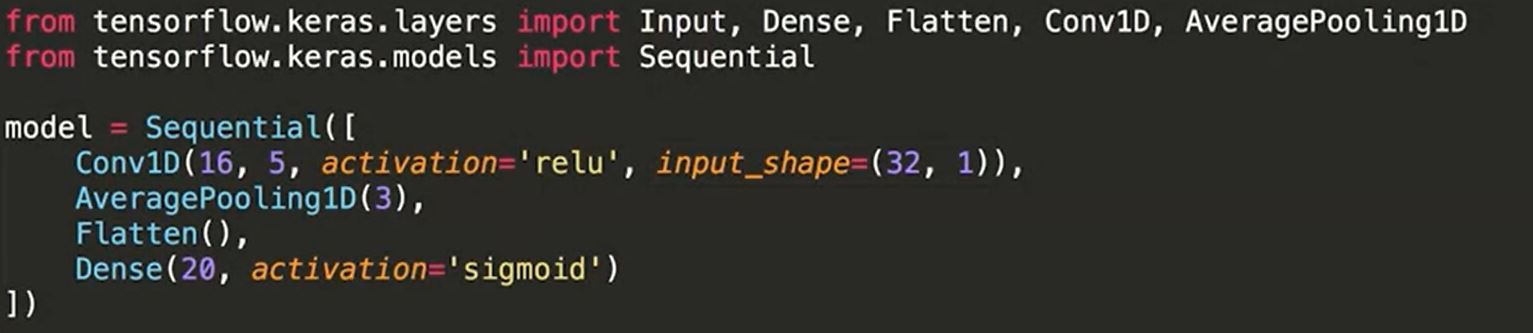 from tensorflow.keras.layers import Input, Dense, Flatten, Conv1D, AveragePooling1D
from tensorflow.keras.models import Sequential
model = Sequential([
    Conv1D(16, 5, activation='relu', input_shape=(32, 1)),
    AveragePooling1D(3),
    Flatten(),
    Dense(20, activation='sigmoid')
])